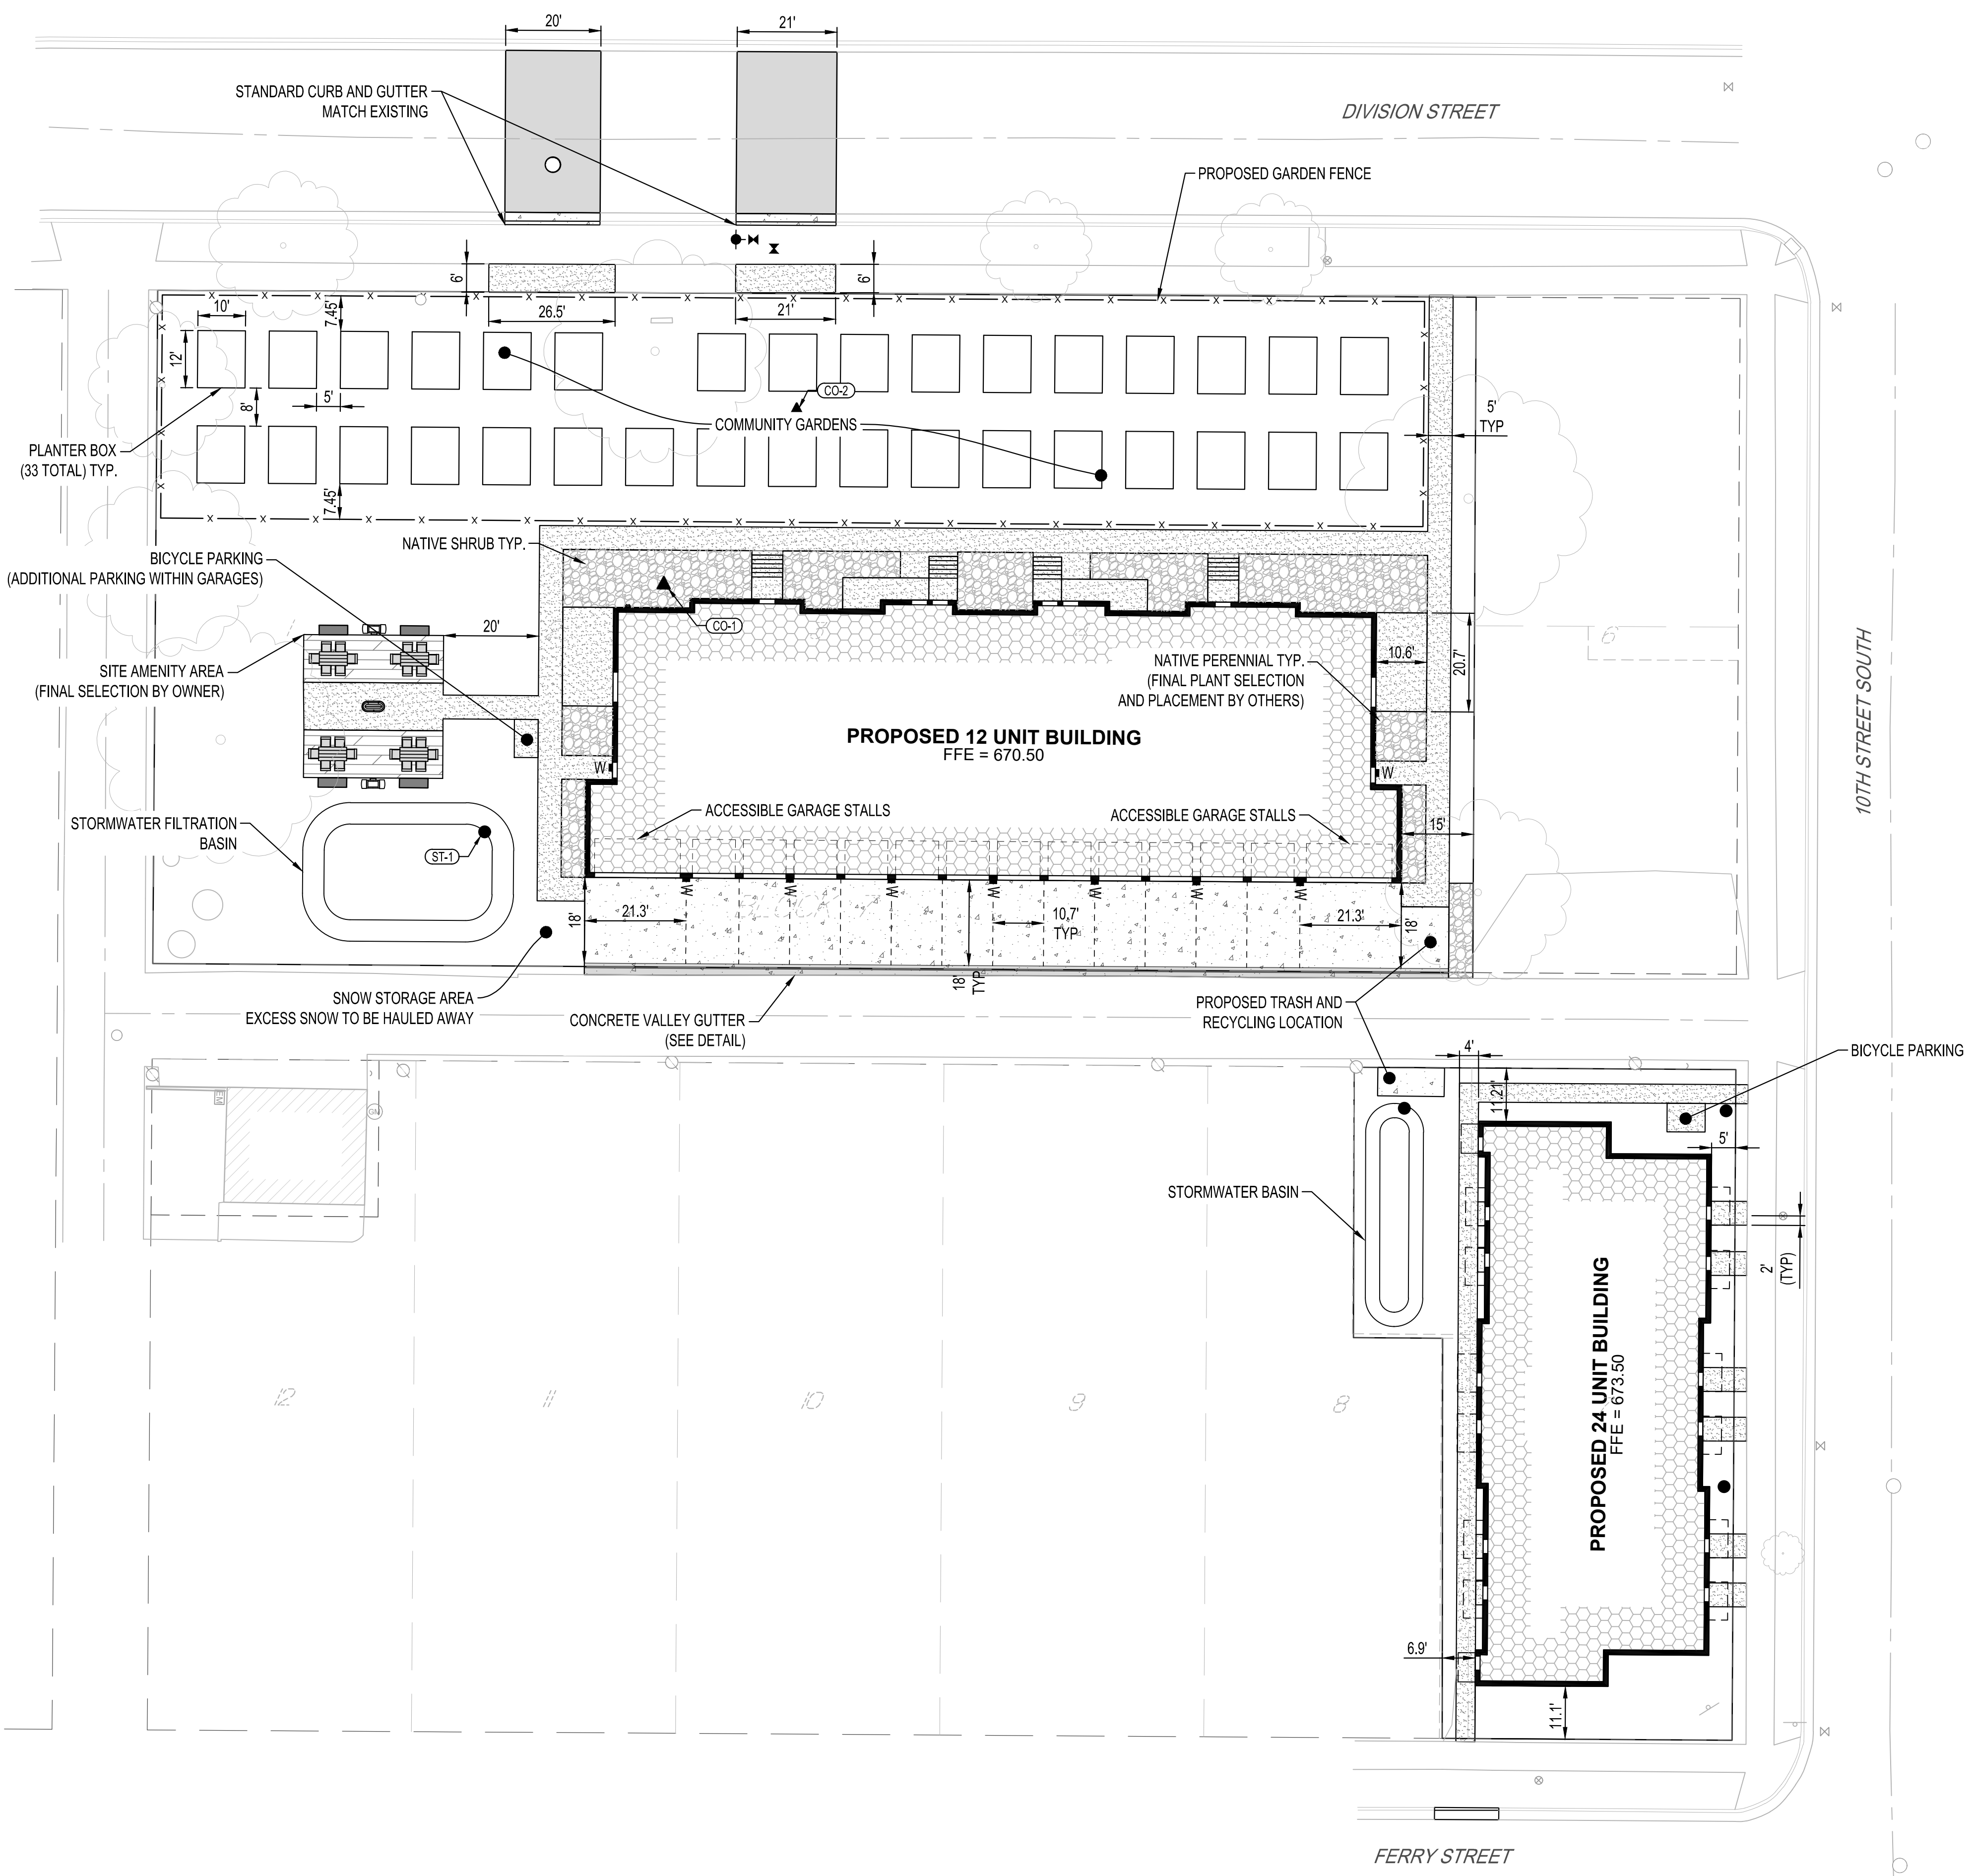 20'
21'
STANDARD CURB AND GUTTER
MATCH EXISTING
DIVISION STREET
PROPOSED GARDEN FENCE
6'
6'
26.5'
21'
10'
7.45'
12'
5'
8'
CO-2
COMMUNITY GARDENS
5'
TYP
PLANTER BOX
(33 TOTAL) TYP.
7.45'
NATIVE SHRUB TYP.
BICYCLE PARKING
(ADDITIONAL PARKING WITHIN GARAGES)
20'
CO-1
SITE AMENITY AREA
(FINAL SELECTION BY OWNER)
NATIVE PERENNIAL TYP.
(FINAL PLANT SELECTION
AND PLACEMENT BY OTHERS)
10.6'
20.7'
6
10TH STREET SOUTH
PROPOSED 12 UNIT BUILDING
FFE = 670.50
W
W
ACCESSIBLE GARAGE STALLS
ACCESSIBLE GARAGE STALLS
15'
STORMWATER FILTRATION
BASIN
ST-1
W
W
W
W
W
W
W
BLOCK
18'
21.3'
10.7'
TYP
21.3'
18'
18'
TYP
SNOW STORAGE AREA
EXCESS SNOW TO BE HAULED AWAY
CONCRETE VALLEY GUTTER
(SEE DETAIL)
PROPOSED TRASH AND
RECYCLING LOCATION
4'
BICYCLE PARKING
11.21'
EM
GM
5'
STORMWATER BASIN
2'
(TYP)
PROPOSED 24 UNIT BUILDING
FFE = 673.50
12
11
10
9
8
6.9'
11.1'
FERRY STREET